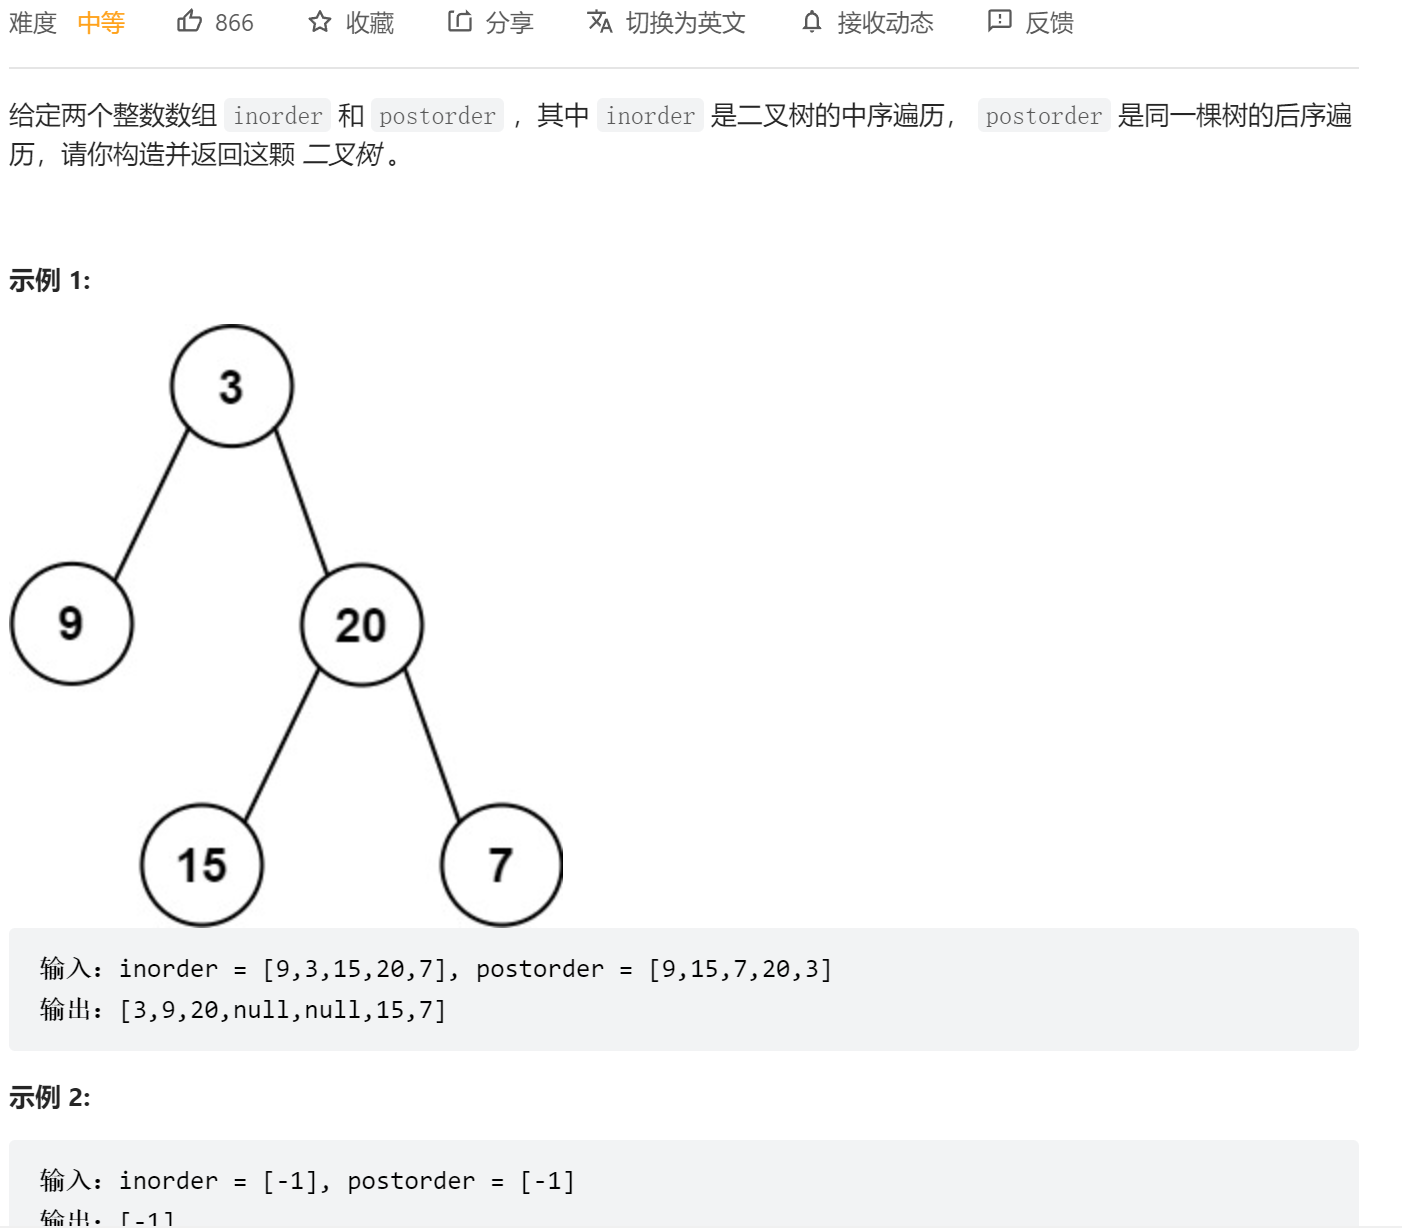 难度 中等 866 收藏 分享 切换为英文 接收动态 反馈
给定两个整数数组 inorder 和 postorder ，其中 inorder 是二叉树的中序遍历， postorder 是同一棵树的后序遍
历，请你构造并返回这颗 二叉树 。
示例 1:
3
9 20
15 7
输入：inorder = [9,3,15,20,7], postorder = [9,15,7,20,3]
输出：[3,9,20,null,null,15,7]
示例 2:
输入：inorder = [-1], postorder = [-1]
输出：[-1]